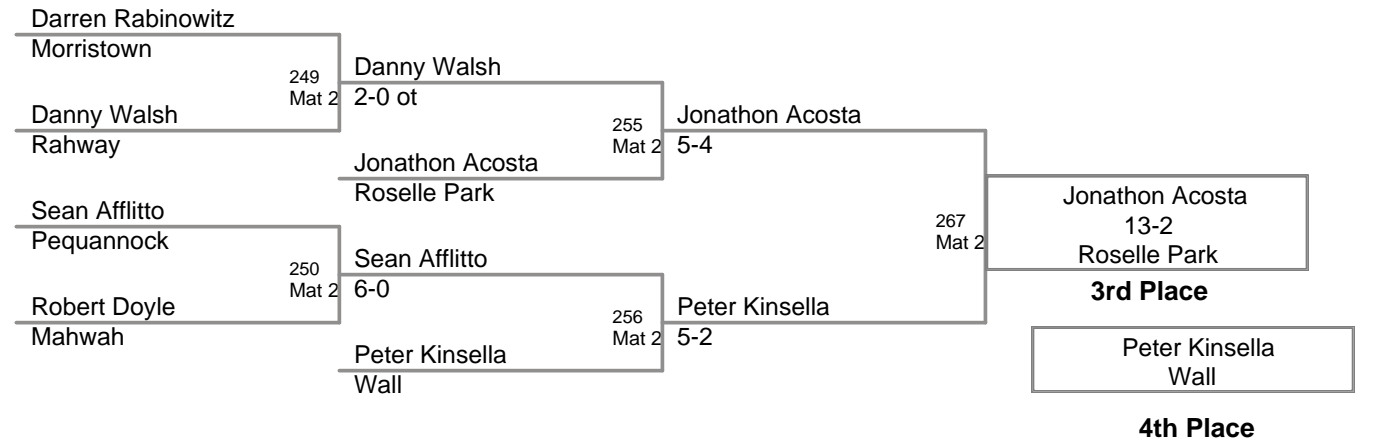 Darren Rabinowitz
Morristown
249
Mat 2
Danny Walsh
2-0 ot
Danny Walsh
Rahway
255
Mat 2
Jonathon Acosta
5-4
Jonathon Acosta
Roselle Park
Sean Afflitto
Pequannock
250
Mat 2
Sean Afflitto
6-0
Robert Doyle
Mahwah
256
Mat 2
Peter Kinsella
5-2
Peter Kinsella
Wall
267
Mat 2
Jonathon Acosta
13-2
Roselle Park
3rd Place
Peter Kinsella
Wall
4th Place